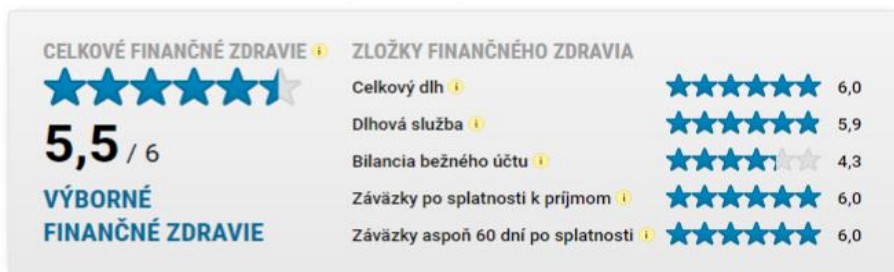 CELKOVÉ FINANČNÉ ZDRAVIE i
5,5 / 6
VÝBORNÉ
FINANČNÉ ZDRAVIE
ZLOŽKY FINANČNÉHO ZDRAVIA
Celkový dlh i 6,0
Dlhová služba i 5,9
Bilancia bežného účtu i 4,3
Záväzky po splatnosti k príjmom i 6,0
Záväzky aspoň 60 dní po splatnosti i 6,0